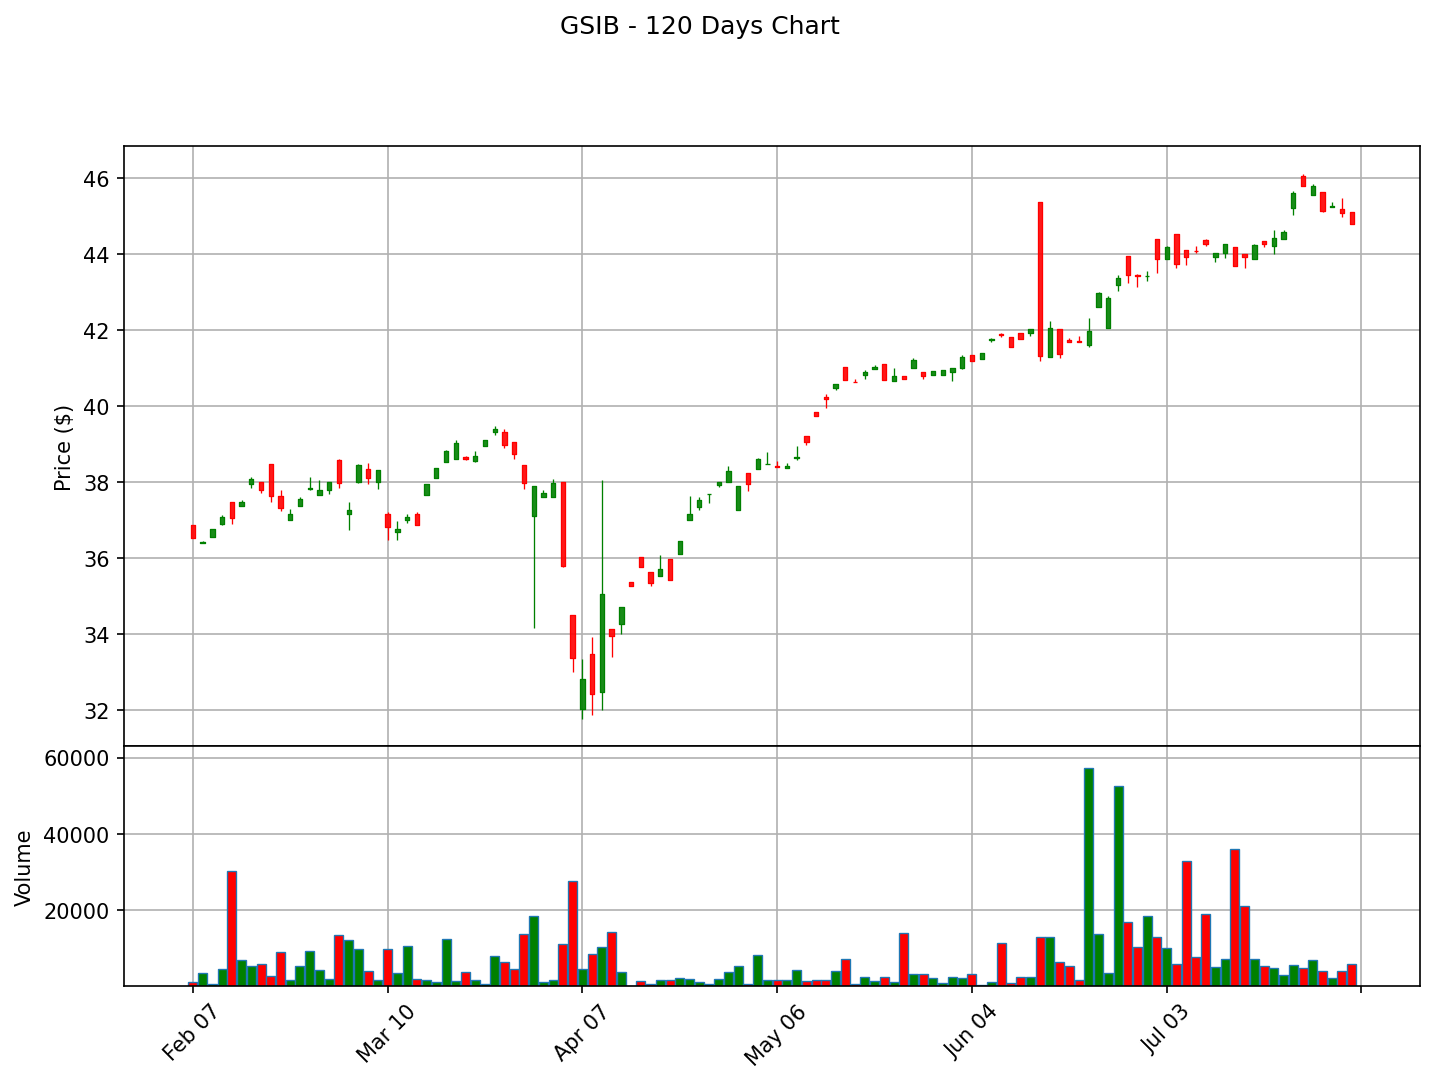 GSIB - 120 Days Chart
46
44
42
40
38
36
34
32
Price ($)
60000
40000
20000
Volume
Feb 07
Mar 10
Apr 07
May 06
Jun 04
Jul 03